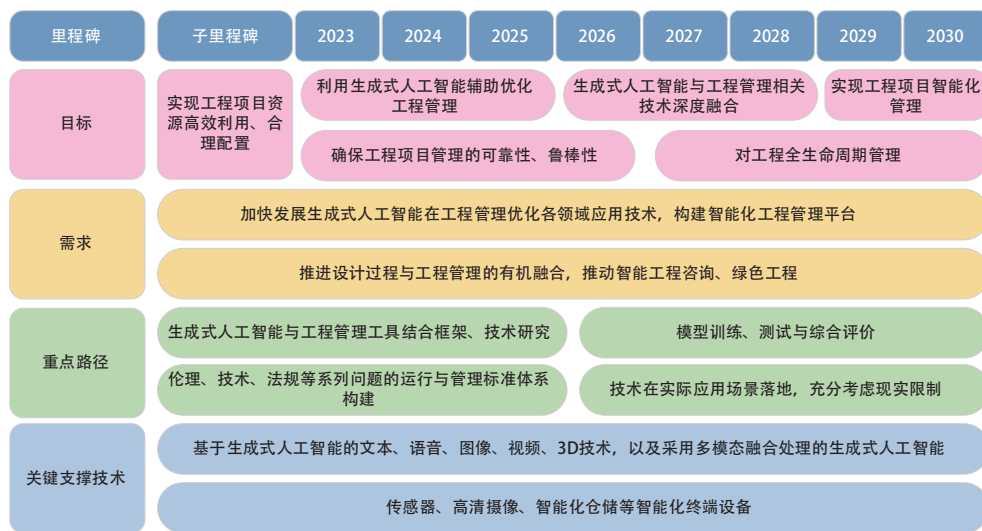 里程碑
子里程碑
2023
2024
2025
2026
2027
2028
2029
2030
目标
实现工程项目资
源高效利用、合
理配置
利用生成式人工智能辅助优化
工程管理
生成式人工智能与工程管理相关
技术深度融合
实现工程项目智能化
管理
确保工程项目管理的可靠性、鲁棒性
对工程全生命周期管理
需求
加快发展生成式人工智能在工程管理优化各领域应用技术，构建智能化工程管理平台
推进设计过程与工程管理的有机融合，推动智能工程咨询、绿色工程
重点路径
生成式人工智能与工程管理工具结合框架、技术研究
模型训练、测试与综合评价
伦理、技术、法规等系列问题的运行与管理标准体系
构建
技术在实际应用场景落地，充分考虑现实限制
关键支撑技术
基于生成式人工智能的文本、语音、图像、视频、3D技术，以及采用多模态融合处理的生成式人工智能
传感器、高清摄像、智能化仓储等智能化终端设备